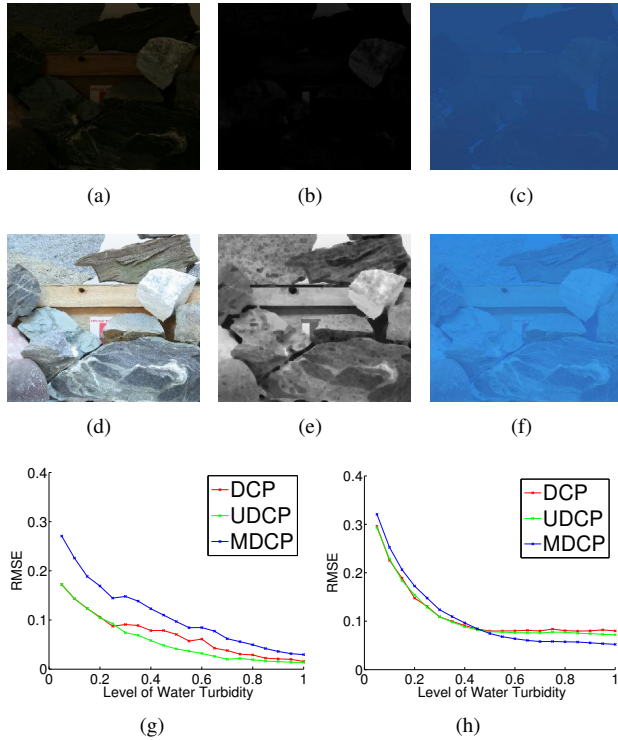 (a) (b) (c)
(d) (e) (f)
0.4
0.3
0.2
0.1
0
RMSE
DCP
UDCP
MDCP
0 0.2 0.4 0.6 0.8 1
Level of Water Turbidity
(g)
0.4
0.3
0.2
0.1
0
RMSE
DCP
UDCP
MDCP
0 0.2 0.4 0.6 0.8 1
Level of Water Turbidity
(h)